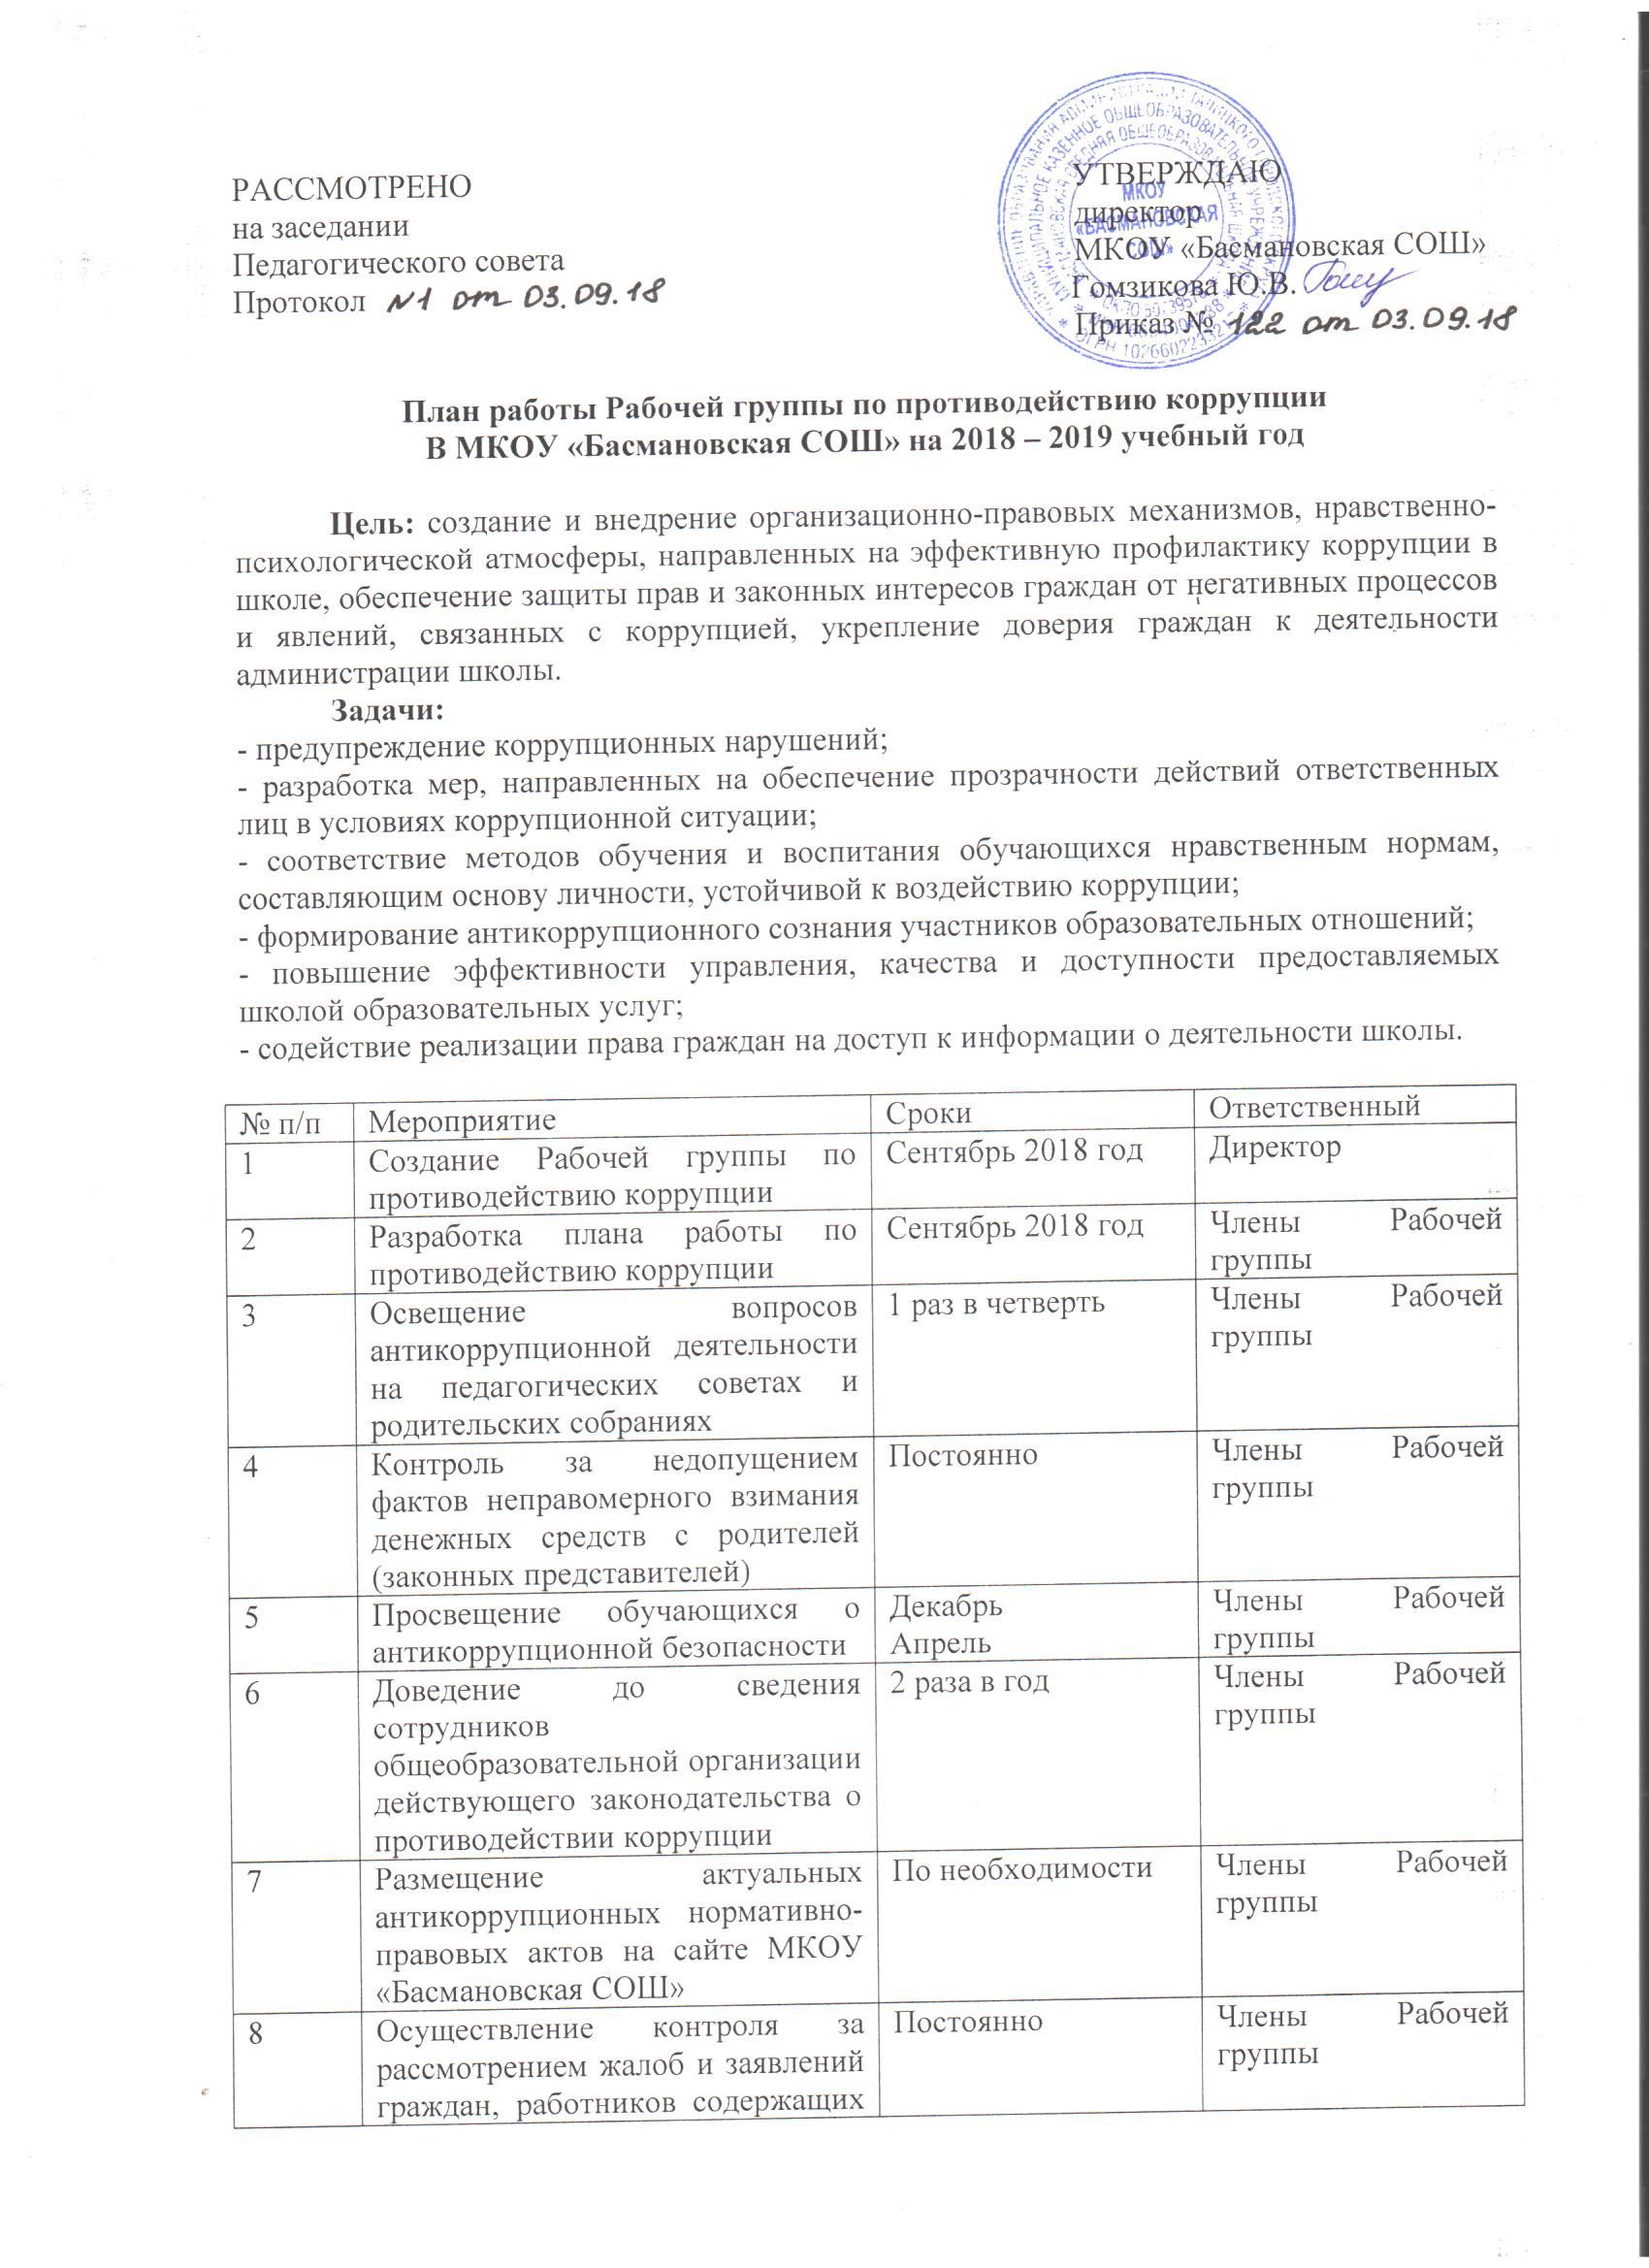 РАССМОТРЕНО
на заседании
Педагогического совета
Протокол №1 от 03.09.18
УТВЕРЖДАЮ
директор
МКОУ «Басмановская СОШ»
Гомзикова Ю.В.
Приказ № 122 от 03.09.18
МКОУ
«БАСМАНОВСКАЯ
СОШ»
План работы Рабочей группы по противодействию коррупции
В МКОУ «Басмановская СОШ» на 2018 – 2019 учебный год
Цель: создание и внедрение организационно-правовых механизмов, нравственно-
психологической атмосферы, направленных на эффективную профилактику коррупции в
школе, обеспечение защиты прав и законных интересов граждан от негативных процессов
и явлений, связанных с коррупцией, укрепление доверия граждан к деятельности
администрации школы.
Задачи:
- предупреждение коррупционных нарушений;
- разработка мер, направленных на обеспечение прозрачности действий ответственных
лиц в условиях коррупционной ситуации;
- соответствие методов обучения и воспитания обучающихся нравственным нормам,
составляющим основу личности, устойчивой к воздействию коррупции;
- формирование антикоррупционного сознания участников образовательных отношений;
- повышение эффективности управления, качества и доступности предоставляемых
школой образовательных услуг;
- содействие реализации права граждан на доступ к информации о деятельности школы.
№ п/п Мероприятие Сроки Ответственный
1 Создание Рабочей группы по Сентябрь 2018 год Директор
противодействию коррупции
2 Разработка плана работы по Сентябрь 2018 год Члены Рабочей
противодействию коррупции группы
3 Освещение вопросов 1 раз в четверть Члены Рабочей
антикоррупционной деятельности группы
на педагогических советах и
родительских собраниях
4 Контроль за недопущением Постоянно Члены Рабочей
фактов неправомерного взимания группы
денежных средств с родителей
(законных представителей)
5 Просвещение обучающихся о Декабрь Члены Рабочей
антикоррупционной безопасности Апрель группы
6 Доведение до сведения 2 раза в год Члены Рабочей
сотрудников группы
общеобразовательной организации
действующего законодательства о
противодействии коррупции
7 Размещение актуальных По необходимости Члены Рабочей
антикоррупционных нормативно- группы
правовых актов на сайте МКОУ
«Басмановская СОШ»
8 Осуществление контроля за Постоянно Члены Рабочей
рассмотрением жалоб и заявлений группы
граждан, работников содержащих